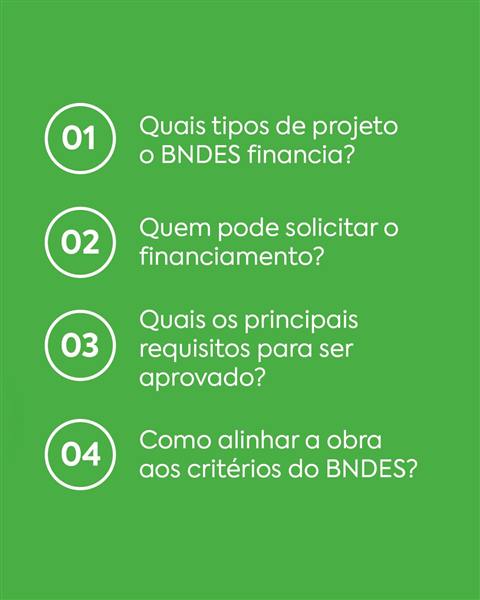 01
Quais tipos de projeto
o BNDES financia?
02
Quem pode solicitar o
financiamento?
03
Quais os principais
requisitos para ser
aprovado?
04
Como alinhar a obra
aos critérios do BNDES?